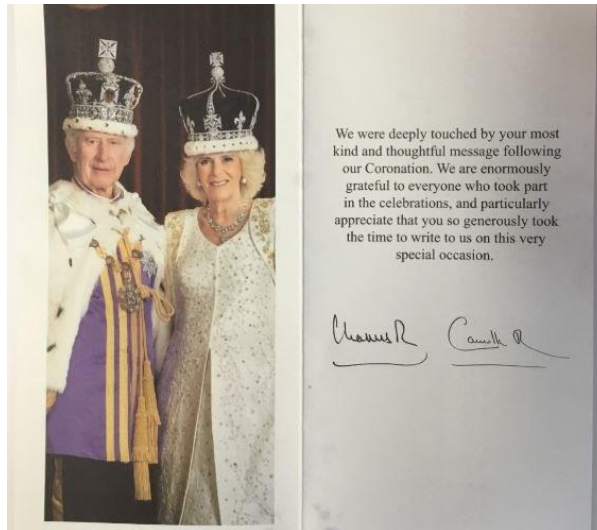 We were deeply touched by your most
kind and thoughtful message following
our Coronation. We are enormously
grateful to everyone who took part
in the celebrations, and particularly
appreciate that you so generously took
the time to write to us on this very
special occasion.
Charles R Camilla R